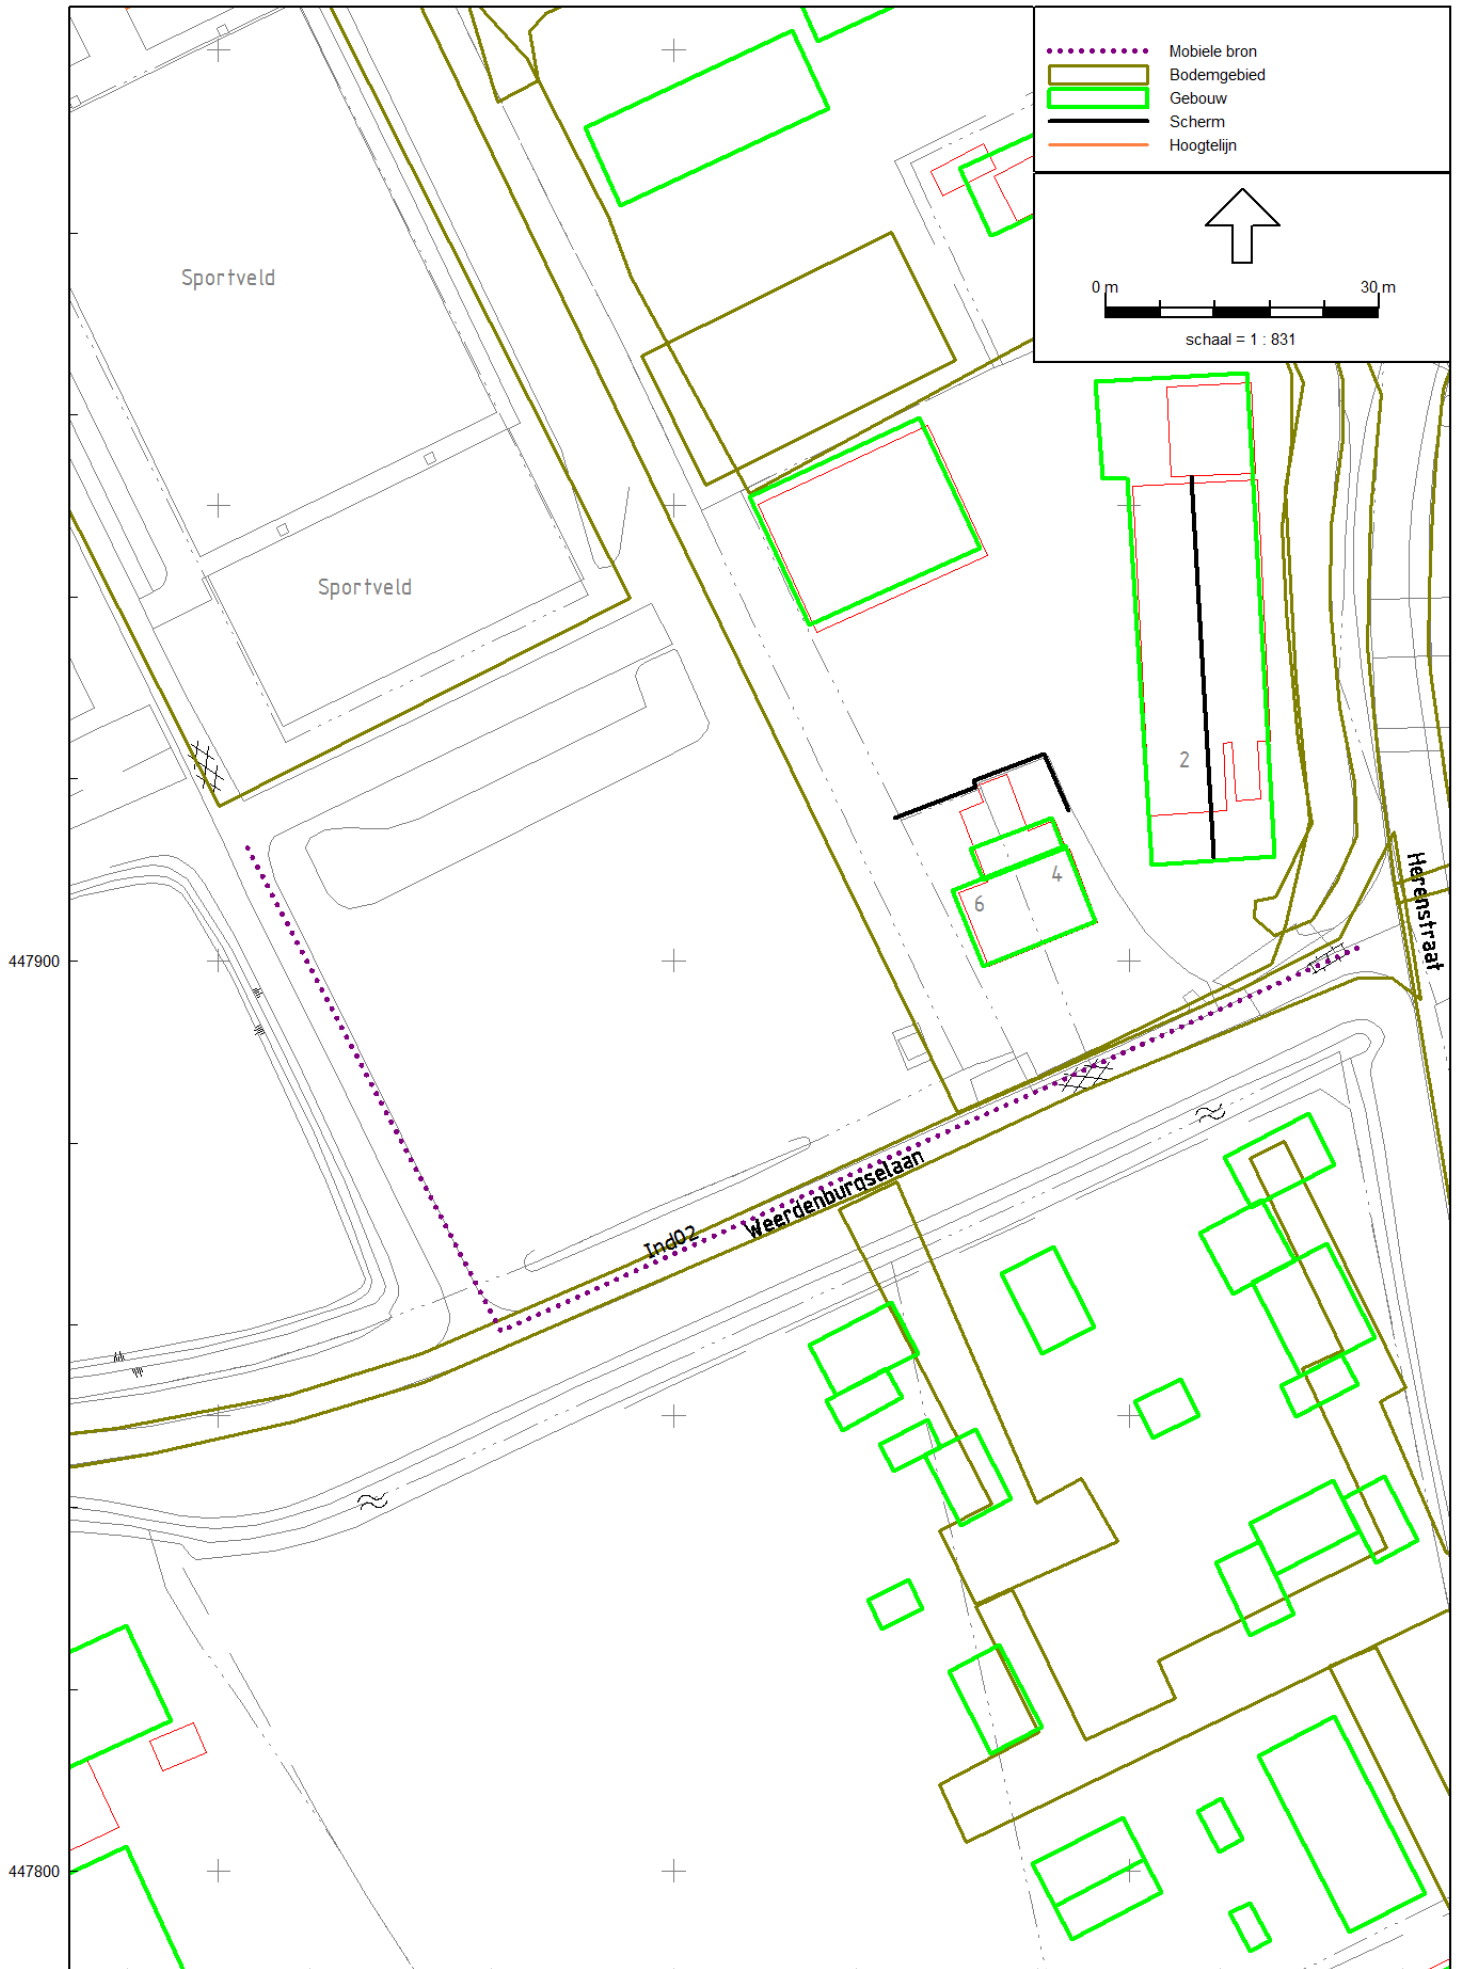 Mobiele bron
Bodemgebied
Gebouw
Scherm
Hoogtelijn
0 m
30 m
schaal = 1 : 831
Sportveld
Sportveld
2
4
6
Herenstraat
447900
Weerdenburgselaan
Ind02
447800